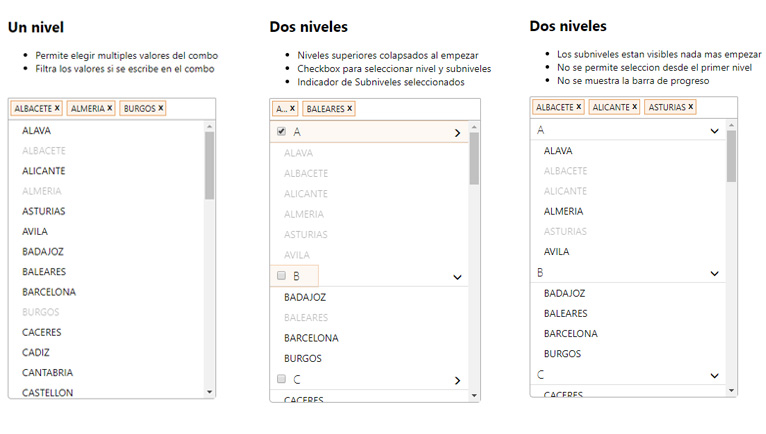 Un nivel
Permite elegir multiples valores del combo
Filtra los valores si se escribe en el combo
ALBACETE x ALMERIA x BURGOS x
ALAVA
ALBACETE
ALICANTE
ALMERIA
ASTURIAS
AVILA
BADAJOZ
BALEARES
BARCELONA
BURGOS
CACERES
CADIZ
CANTABRIA
CASTELLON
Dos niveles
Niveles superiores colapsados al empezar
Checkbox para seleccionar nivel y subniveles
Indicador de Subniveles seleccionados
A... x BALEARES x
A
ALAVA
ALBACETE
ALICANTE
ALMERIA
ASTURIAS
AVILA
B
BADAJOZ
BALEARES
BARCELONA
BURGOS
C
CACERES
Dos niveles
Los subniveles estan visibles nada mas empezar
No se permite seleccion desde el primer nivel
No se muestra la barra de progreso
ALBACETE x ALICANTE x ASTURIAS x
A
ALAVA
ALBACETE
ALICANTE
ALMERIA
ASTURIAS
AVILA
B
BADAJOZ
BALEARES
BARCELONA
BURGOS
C
CACERES